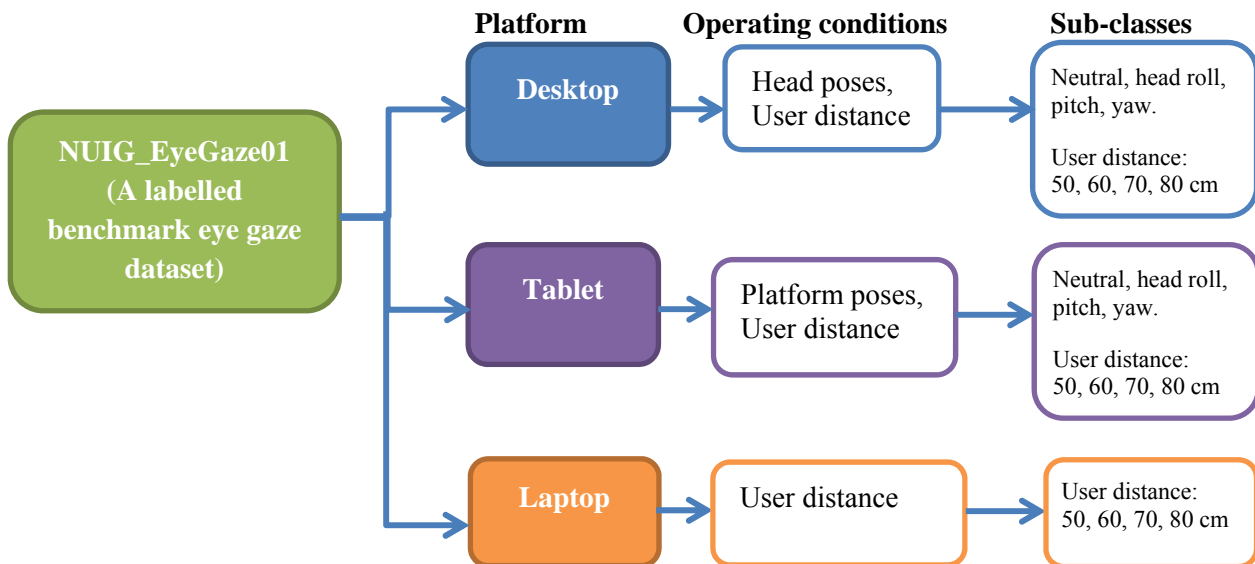 Platform
Operating conditions
Sub-classes
NUIG_EyeGaze01
(A labelled
benchmark eye gaze
dataset)
Desktop
Head poses,
User distance
Neutral, head roll,
pitch, yaw.
User distance:
50, 60, 70, 80 cm
Tablet
Platform poses,
User distance
Neutral, head roll,
pitch, yaw.
User distance:
50, 60, 70, 80 cm
Laptop
User distance
User distance:
50, 60, 70, 80 cm